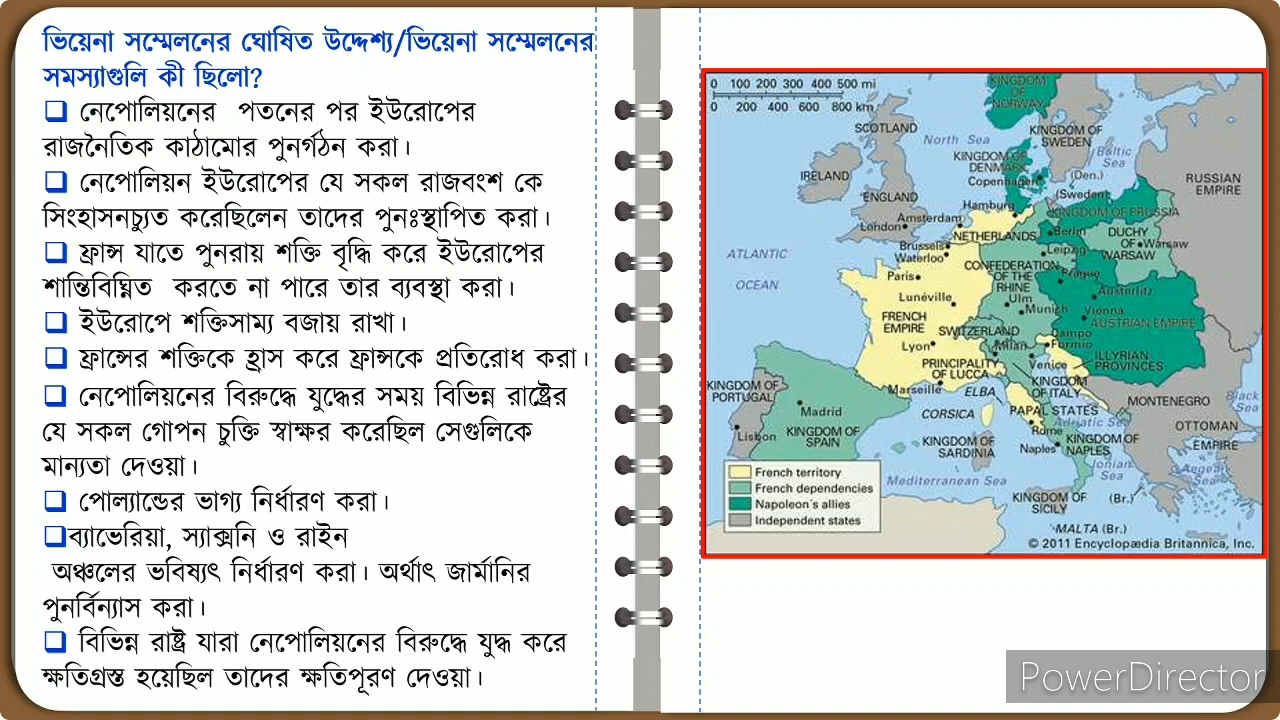 ভিয়েনা সম্মেলনের ঘোষিত উদ্দেশ্য/ভিয়েনা সম্মেলনের
সমস্যাগুলি কী ছিলো?
❑ নেপোলিয়নের পতনের পর ইউরোপের
রাজনৈতিক কাঠামোর পুনর্গঠন করা।
❑ নেপোলিয়ন ইউরোপের যে সকল রাজবংশ কে
সিংহাসনচ্যুত করেছিলেন তাদের পুনঃস্থাপিত করা।
❑ ফ্রান্স যাতে পুনরায় শক্তি বৃদ্ধি করে ইউরোপের
শান্তিবিঘ্নিত করতে না পারে তার ব্যবস্থা করা।
❑ ইউরোপে শক্তিসাম্য বজায় রাখা।
❑ ফ্রান্সের শক্তিকে হ্রাস করে ফ্রান্সকে প্রতিরোধ করা।
❑ নেপোলিয়নের বিরুদ্ধে যুদ্ধের সময় বিভিন্ন রাষ্ট্রের
যে সকল গোপন চুক্তি স্বাক্ষর করেছিল সেগুলিকে
মান্যতা দেওয়া।
❑ পোল্যান্ডের ভাগ্য নির্ধারণ করা।
❑ব্যাভেরিয়া, স্যাক্সনি ও রাইন
অঞ্চলের ভবিষ্যৎ নির্ধারণ করা। অর্থাৎ জার্মানির
পুনর্বিন্যাস করা।
❑ বিভিন্ন রাষ্ট্র যারা নেপোলিয়নের বিরুদ্ধে যুদ্ধ করে
ক্ষতিগ্রস্ত হয়েছিল তাদের ক্ষতিপূরণ দেওয়া।
0 100 200 300 400 500 mi
0 200 400 600 800 km
KINGDOM
OF
NORWAY
SCOTLAND
North Sea
KINGDOM OF
SWEDEN
KINGDOM OF
DENMARK
Copenhagen
Baltic
Sea
(Den.)
(Sweden)
IRELAND
RUSSIAN
EMPIRE
ENGLAND
London
Hamburg
Amsterdam
NETHERLANDS
KINGDOM OF PRUSSIA
Berlin
DUCHY
OF
WARSAW
Warsaw
Brussels
Waterloo
Leipzig
ATLANTIC
OCEAN
Paris
CONFEDERATION
OF THE
RHINE
Prague
Lunéville
Ulm
Munich
Austerlitz
Vienna
AUSTRIAN EMPIRE
FRENCH
EMPIRE
SWITZERLAND
Campo
Formio
Lyon
Milan
PRINCIPALITY
OF LUCCA
Venice
ILLYRIAN
PROVINCES
KINGDOM OF
PORTUGAL
Marseille
ELBA
KINGDOM
OF ITALY
MONTENEGRO
Black
Sea
Madrid
CORSICA
PAPAL STATES
Adriatic Sea
OTTOMAN
EMPIRE
Lisbon
KINGDOM OF
SPAIN
Rome
KINGDOM OF
SARDINIA
Naples
KINGDOM OF
NAPLES
Mediterranean Sea
Ionian
Sea
Aegean
Sea
(Br.)
KINGDOM OF
SICILY
MALTA (Br.)
French territory
French dependencies
Napoleon's allies
Independent states
© 2011 Encyclopædia Britannica, Inc.
PowerDirector